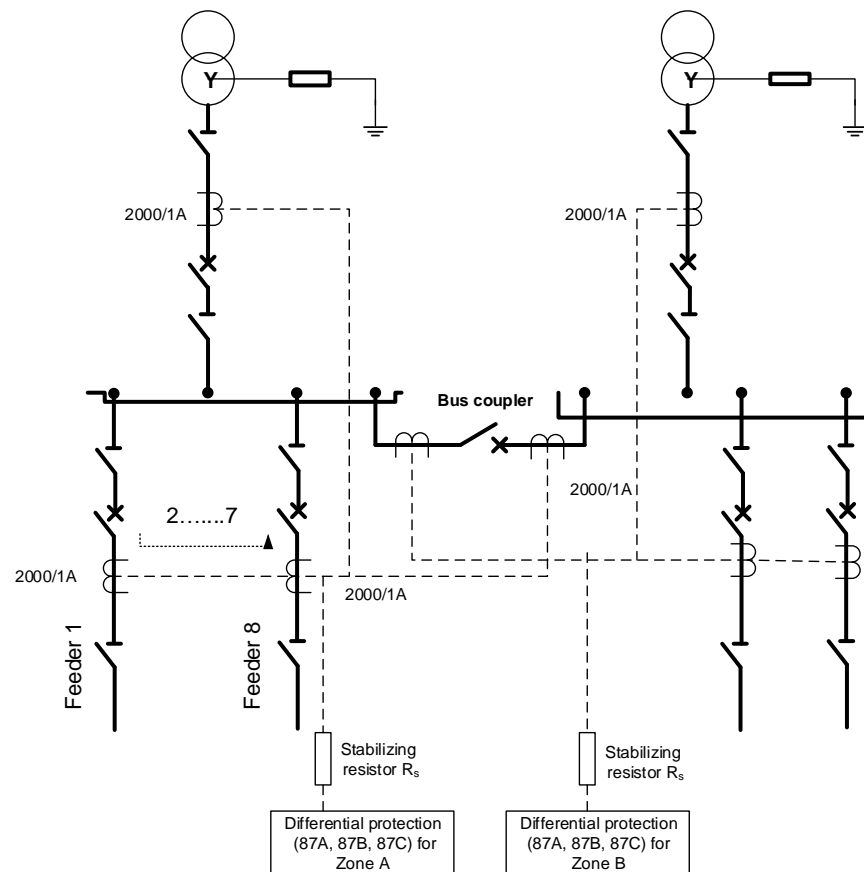 Y
Y
2000/1A
2000/1A
Bus coupler
2…....7
2000/1A
2000/1A
2000/1A
Feeder 1
Feeder 8
Stabilizing
resistor Rs
Stabilizing
resistor Rs
Differential protection
(87A, 87B, 87C) for
Zone A
Differential protection
(87A, 87B, 87C) for
Zone B